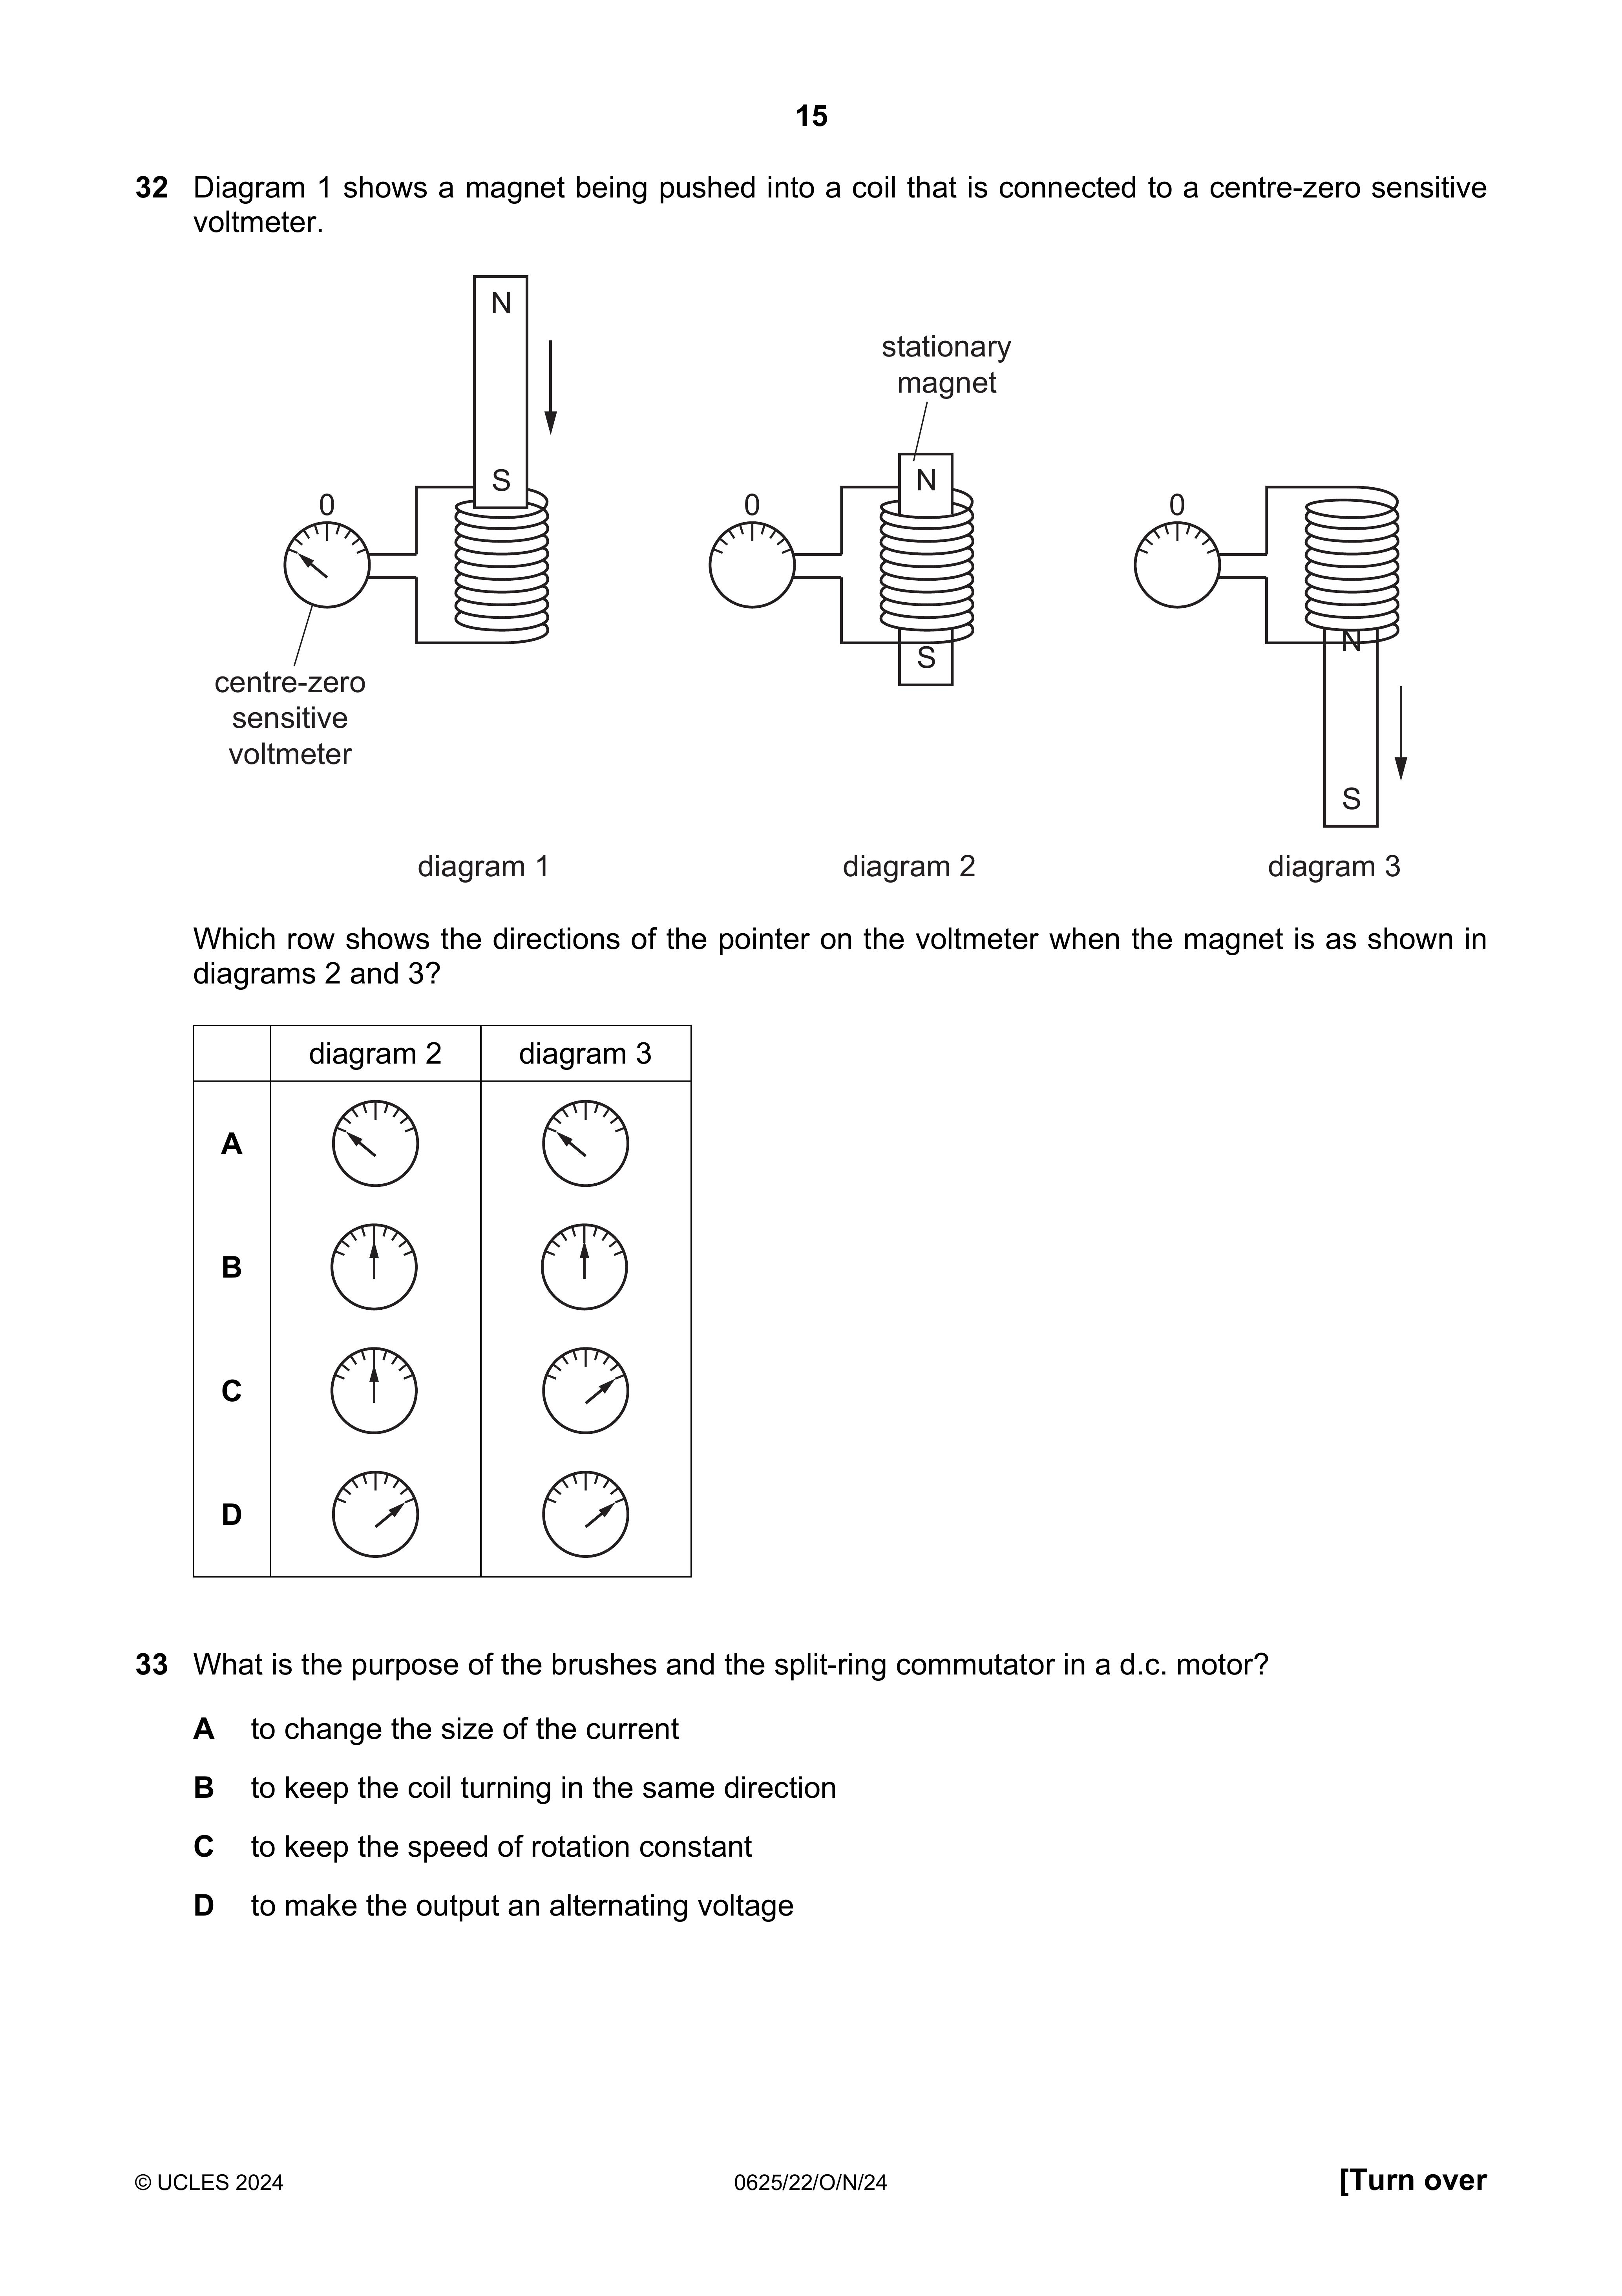 15
32 Diagram 1 shows a magnet being pushed into a coil that is connected to a centre-zero sensitive
voltmeter.
N
S
0
centre-zero
sensitive
voltmeter
diagram 1
stationary
magnet
N
0
S
diagram 2
0
N
S
diagram 3
Which row shows the directions of the pointer on the voltmeter when the magnet is as shown in
diagrams 2 and 3?
diagram 2 diagram 3
A
B
C
D
33 What is the purpose of the brushes and the split-ring commutator in a d.c. motor?
A to change the size of the current
B to keep the coil turning in the same direction
C to keep the speed of rotation constant
D to make the output an alternating voltage
© UCLES 2024 0625/22/O/N/24 [Turn over